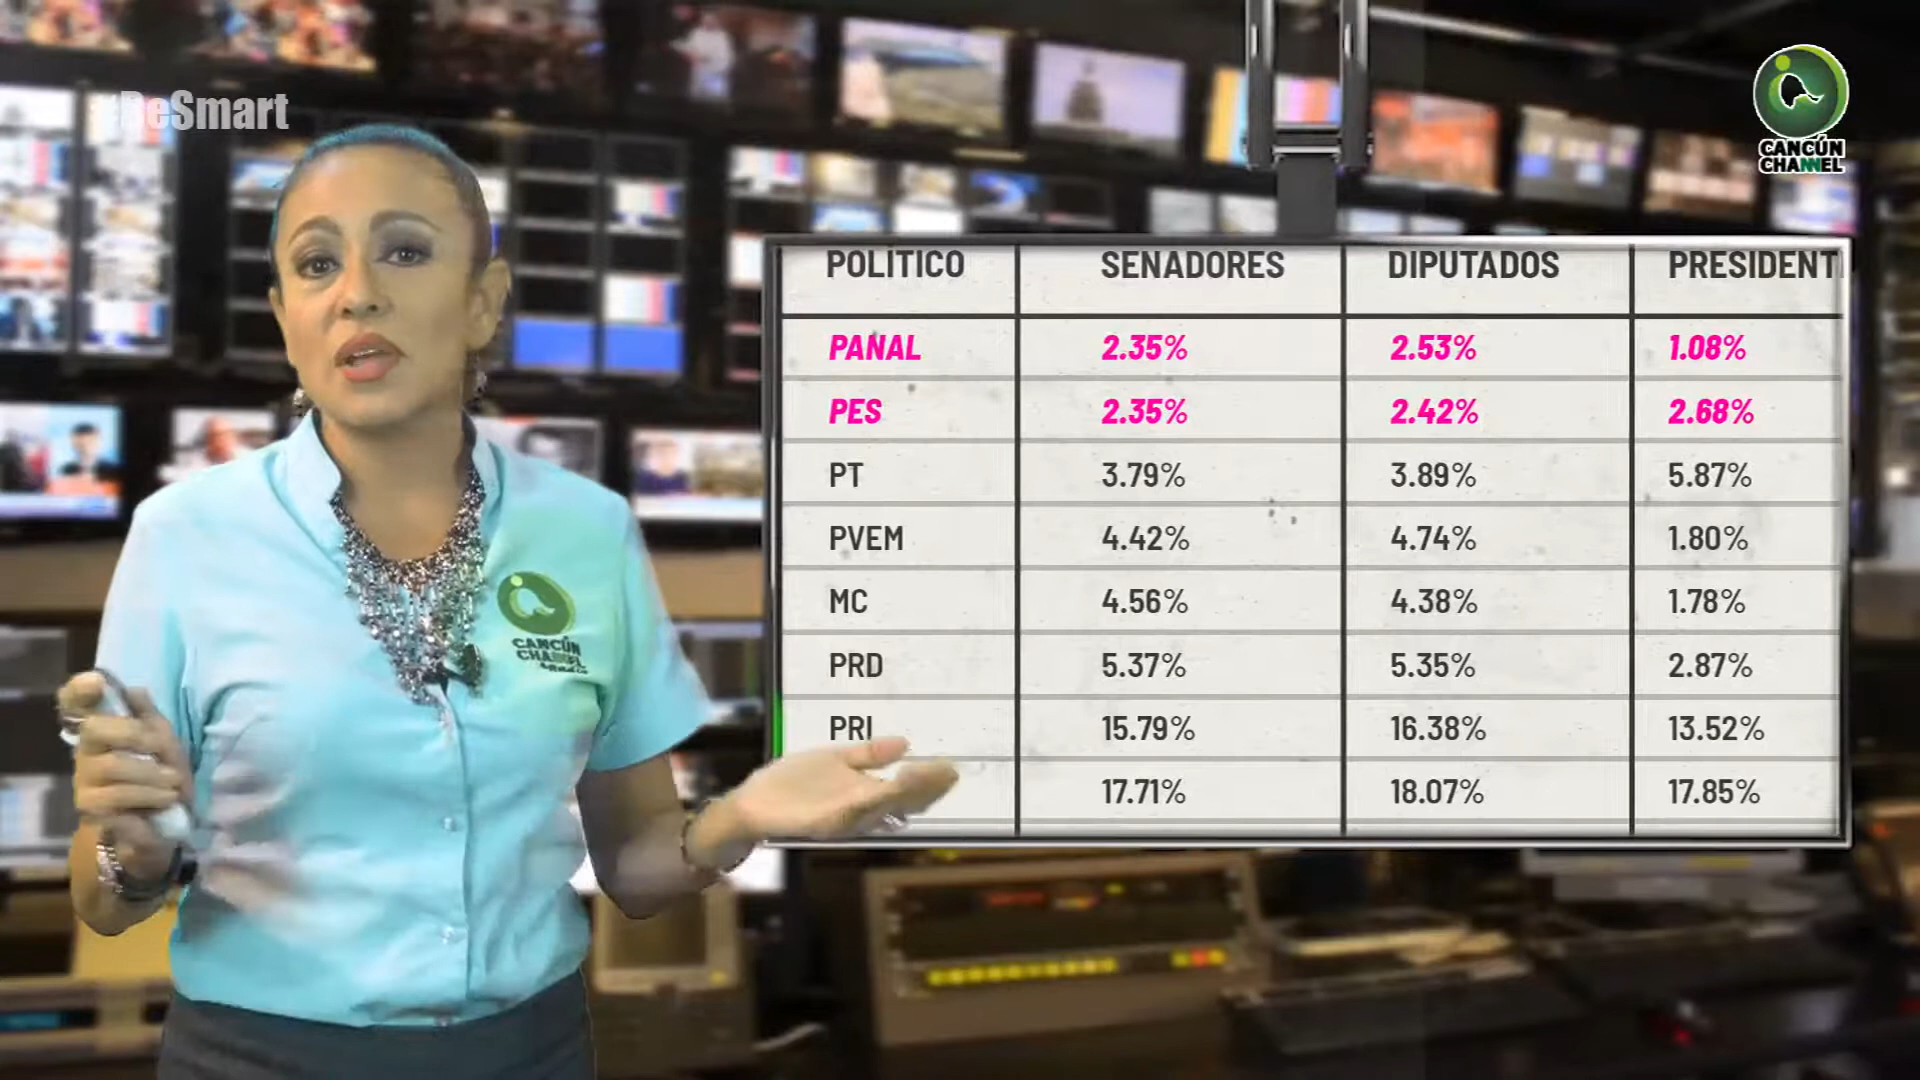 #BeSmart
CANCÚN
CHANNEL
POLÍTICO SENADORES DIPUTADOS PRESIDENT
PANAL 2.35% 2.53% 1.08%
PES 2.35% 2.42% 2.68%
PT 3.79% 3.89% 5.87%
PVEM 4.42% 4.74% 1.80%
MC 4.56% 4.38% 1.78%
PRD 5.37% 5.35% 2.87%
PRI 15.79% 16.38% 13.52%
17.71% 18.07% 17.85%
CANCÚN
CHANNEL